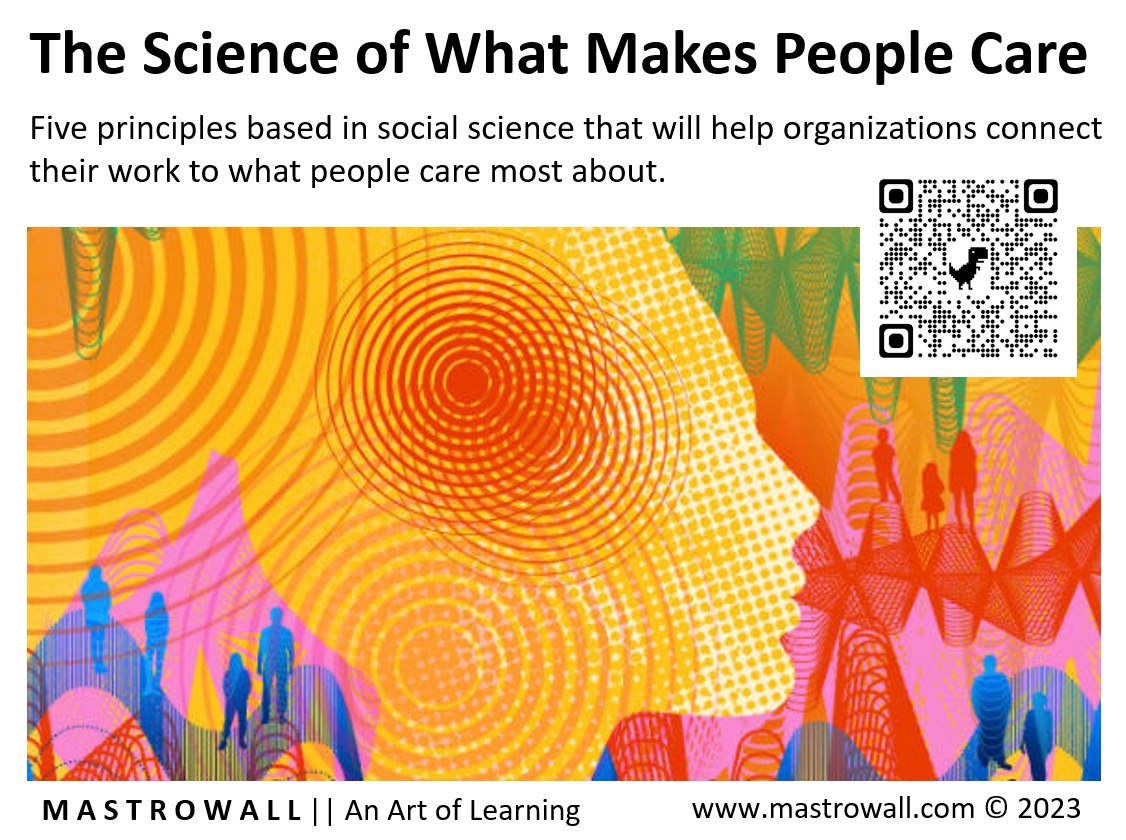 The Science of What Makes People Care
Five principles based in social science that will help organizations connect
their work to what people care most about.
MASTROWALL || An Art of Learning
www.mastrowall.com © 2023